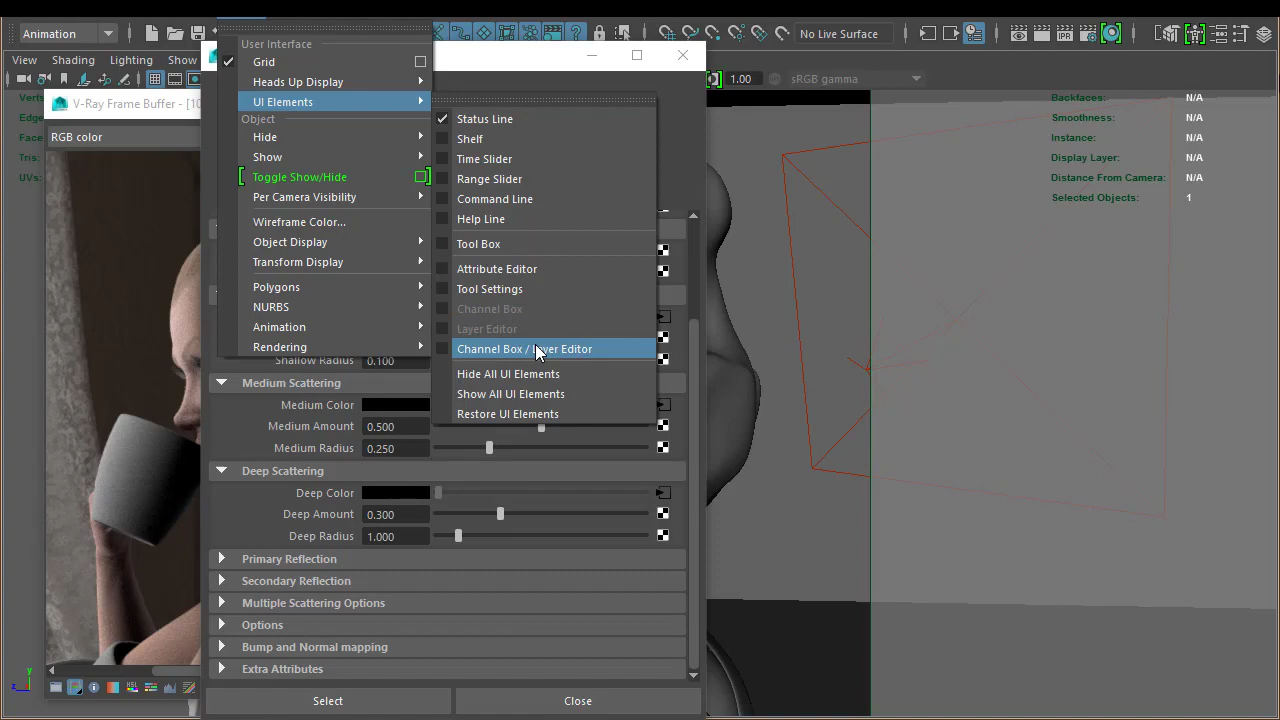 Animation
No Live Surface
View Shading Lighting Show
1.00
sRGB gamma
V-Ray Frame Buffer - [10
RGB color
Edge
Face
Tris:
UVs:
User Interface
Grid
Heads Up Display
UI Elements
Object
Hide
Show
Toggle Show/Hide
Per Camera Visibility
Wireframe Color...
Object Display
Transform Display
Polygons
NURBS
Animation
Rendering
Status Line
Shelf
Time Slider
Range Slider
Command Line
Help Line
Tool Box
Attribute Editor
Tool Settings
Channel Box
Layer Editor
Channel Box / Layer Editor
Hide All UI Elements
Show All UI Elements
Restore UI Elements
Shallow Radius 0.100
Medium Scattering
Medium Color
Medium Amount 0.500
Medium Radius 0.250
Deep Scattering
Deep Color
Deep Amount 0.300
Deep Radius 1.000
Primary Reflection
Secondary Reflection
Multiple Scattering Options
Options
Bump and Normal mapping
Extra Attributes
Select Close
Backfaces: N/A
Smoothness: N/A
Instance: N/A
Display Layer: N/A
Distance From Camera: N/A
Selected Objects: 1
y
z